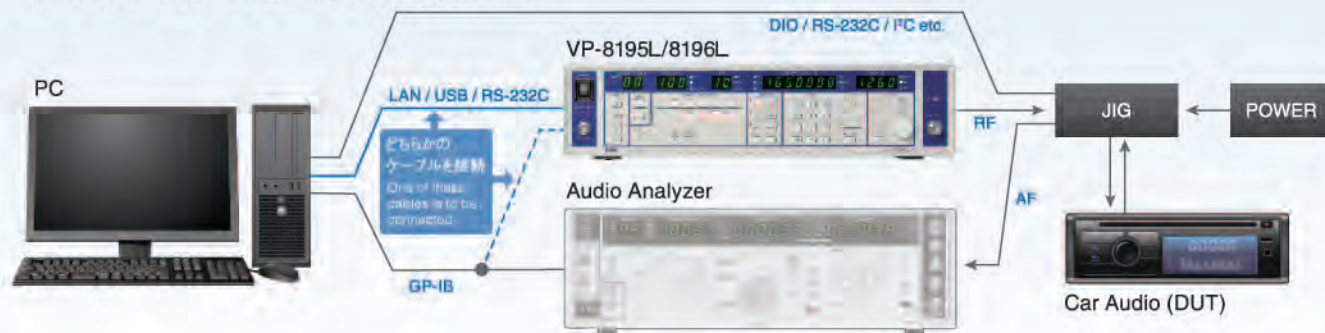 DIO / RS-232C / I²C etc.
VP-8195L/8196L
PC
LAN / USB / RS-232C
どちらかの
ケーブルを接続
One of these
cables is to be
connected.
RF
JIG
POWER
Audio Analyzer
AF
GP-IB
Car Audio (DUT)